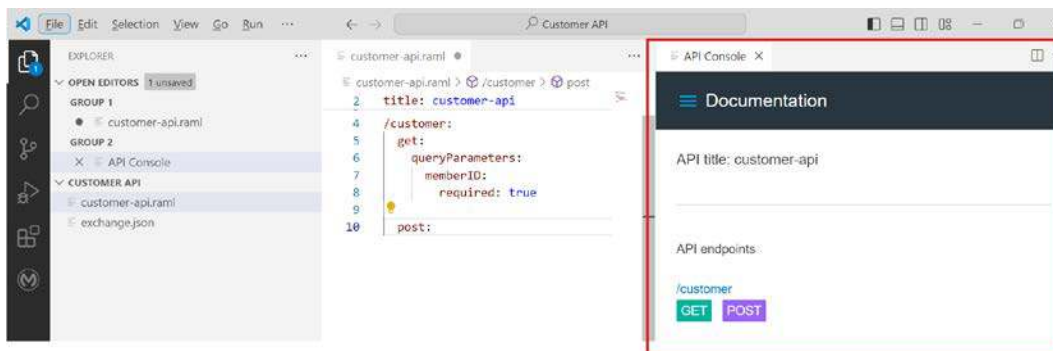 File Edit Selection View Go Run ··· Customer API
EXPLORER ···
OPEN EDITORS 1 unsaved
GROUP 1
customer-api.raml
GROUP 2
API Console
CUSTOMER API
customer-api.raml
exchange.json
customer-api.raml ···
customer-api.raml > /customer > post
2 title: customer-api
4 /customer:
5 get:
6 queryParameters:
7 memberID:
8 required: true
9
10 post:
API Console
Documentation
API title: customer-api
API endpoints
/customer
GET POST